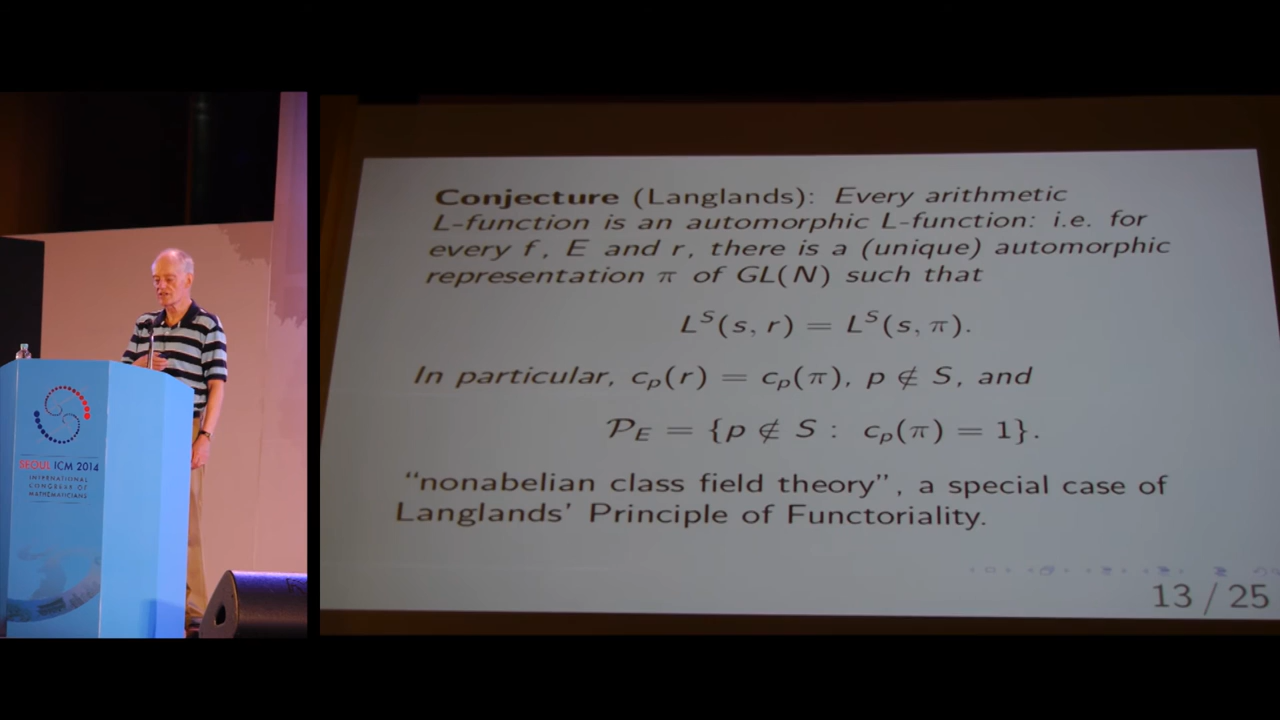 Conjecture (Langlands): Every arithmetic
L-function is an automorphic L-function: i.e. for
every f, E and r, there is a (unique) automorphic
representation π of GL(N) such that
L^S(s, r) = L^S(s, π).
In particular, c_p(r) = c_p(π), p ∉ S, and
𝒫_E = {p ∉ S : c_p(π) = 1}.
“nonabelian class field theory”, a special case of
Langlands’ Principle of Functoriality.
13 / 25
SEOUL ICM 2014
INTERNATIONAL
CONGRESS OF
MATHEMATICIANS